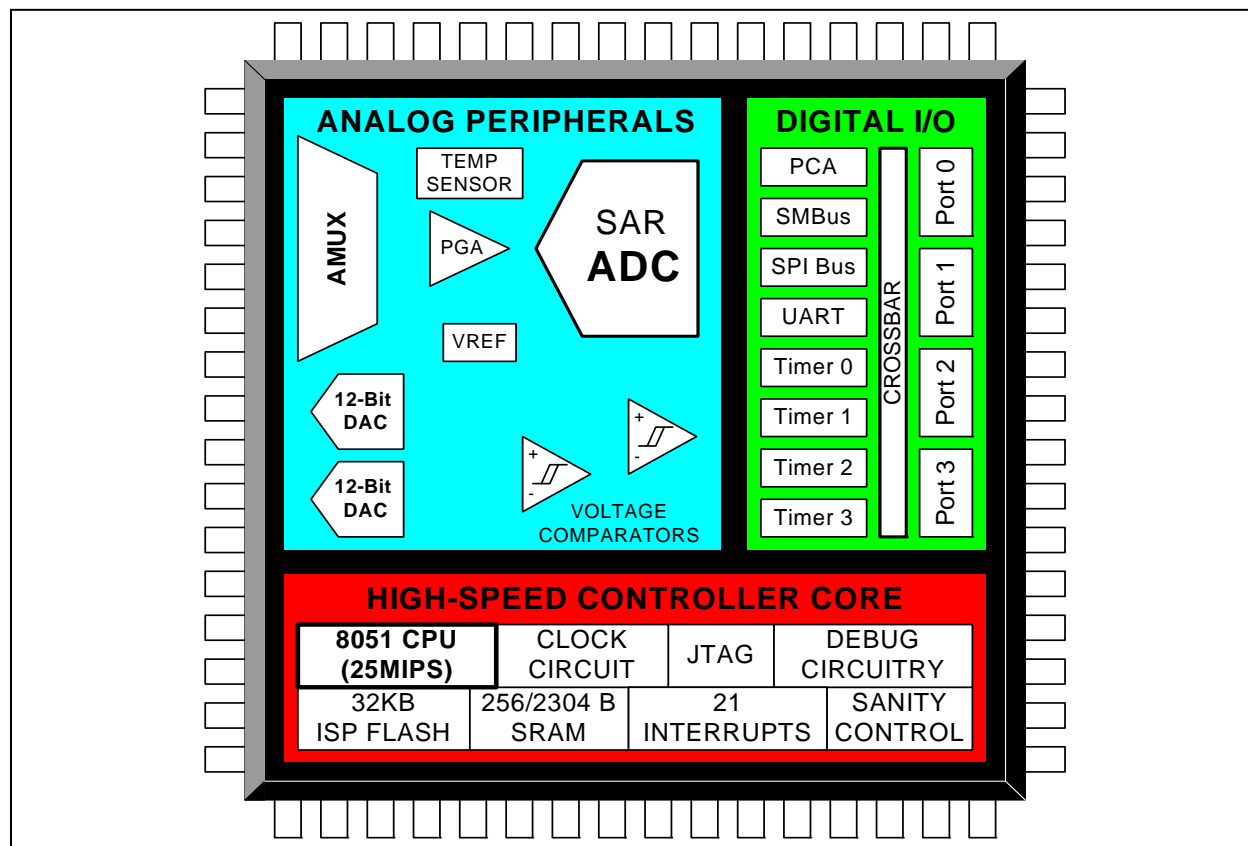 ANALOG PERIPHERALS
TEMP
SENSOR
AMUX
PGA
SAR
ADC
VREF
12-Bit
DAC
12-Bit
DAC
+
-
+
-
VOLTAGE
COMPARATORS
DIGITAL I/O
PCA
SMBus
SPI Bus
UART
Timer 0
Timer 1
Timer 2
Timer 3
CROSSBAR
Port 0
Port 1
Port 2
Port 3
HIGH-SPEED CONTROLLER CORE
8051 CPU
(25MIPS)
CLOCK
CIRCUIT
JTAG
DEBUG
CIRCUITRY
32KB
ISP FLASH
256/2304 B
SRAM
21
INTERRUPTS
SANITY
CONTROL